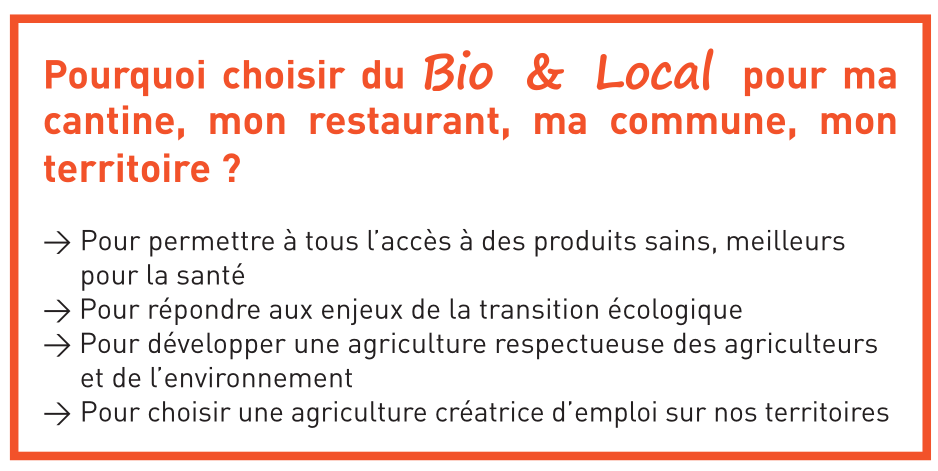 Pourquoi choisir du Bio & Local pour ma
cantine, mon restaurant, ma commune, mon
territoire ?
→ Pour permettre à tous l’accès à des produits sains, meilleurs
pour la santé
→ Pour répondre aux enjeux de la transition écologique
→ Pour développer une agriculture respectueuse des agriculteurs
et de l’environnement
→ Pour choisir une agriculture créatrice d’emploi sur nos territoires